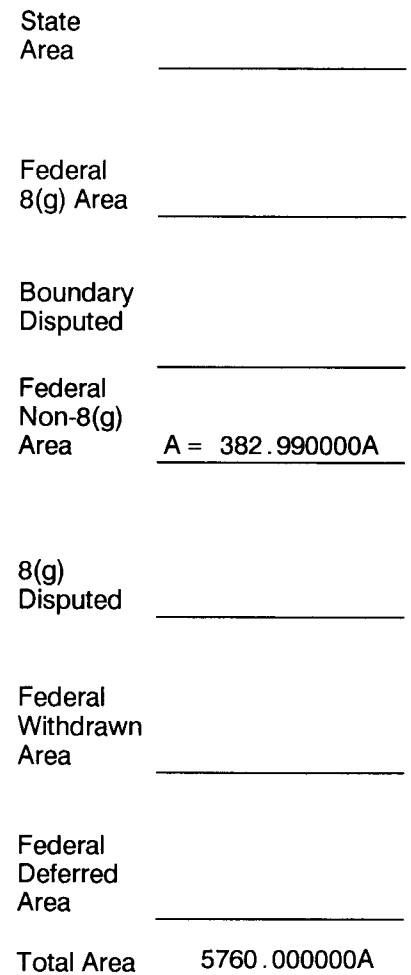 State
Area
Federal
8(g) Area
Boundary
Disputed
Federal
Non-8(g)
Area A = 382.990000A
8(g)
Disputed
Federal
Withdrawn
Area
Federal
Deferred
Area
Total Area 5760.000000A